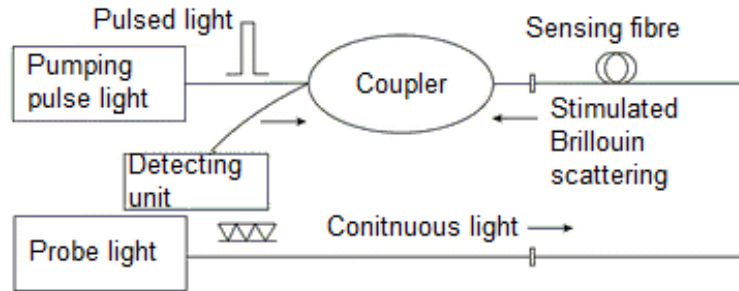 Pulsed light
Sensing fibre
Pumping
pulse light
Coupler
Stimulated
Brillouin
scattering
Detecting
unit
Conitnuous light
Probe light